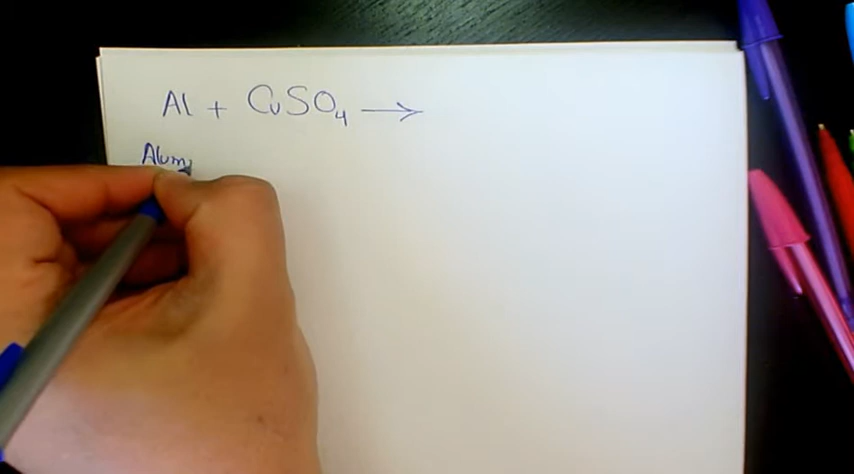 Al + CuSO₄ →
Alum